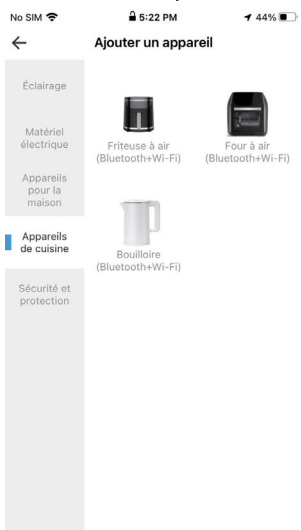 No SIM 5:22 PM 44%
Ajouter un appareil
Éclairage
Matériel
électrique
Appareils
pour la
maison
Appareils
de cuisine
Sécurité et
protection
Friteuse à air
(Bluetooth+Wi-Fi)
Four à air
(Bluetooth+Wi-Fi)
Bouilloire
(Bluetooth+Wi-Fi)